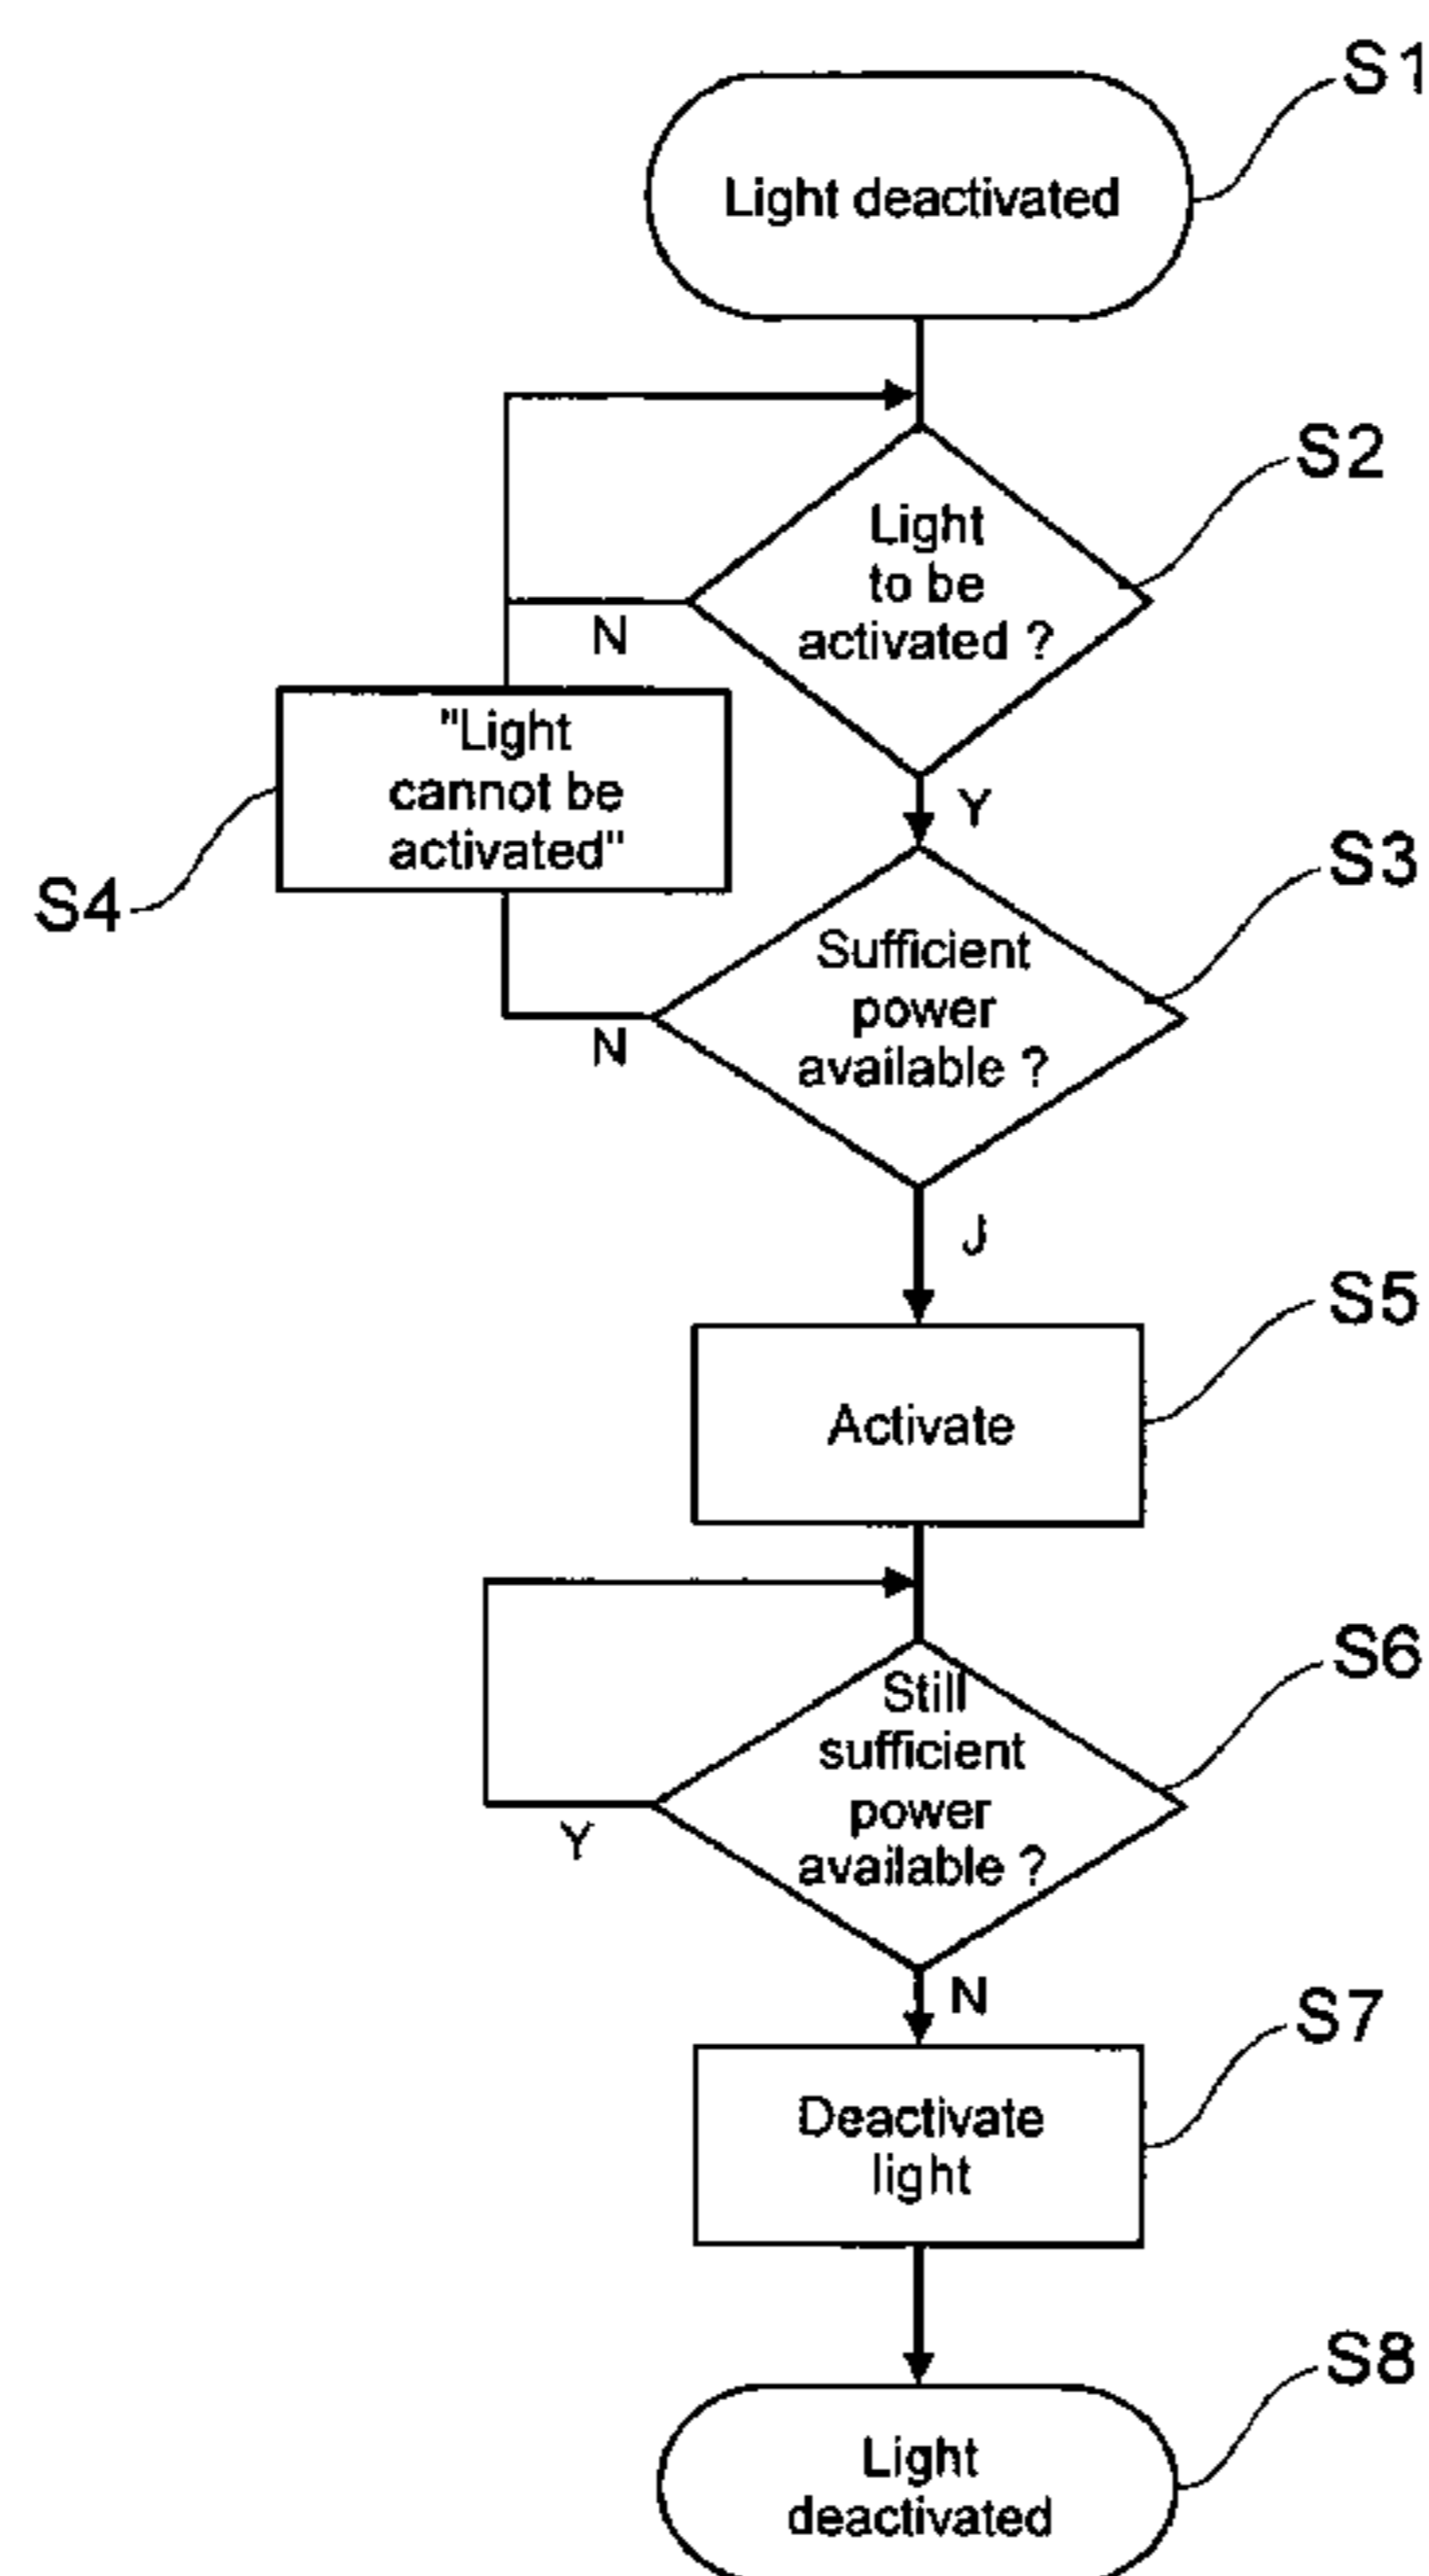 S1
Light deactivated
S2
Light
to be
activated ?
N
"Light
cannot be
activated"
S4
Y
S3
Sufficient
power
available ?
N
J
S5
Activate
S6
Still
sufficient
power
available ?
Y
N
S7
Deactivate
light
S8
Light
deactivated